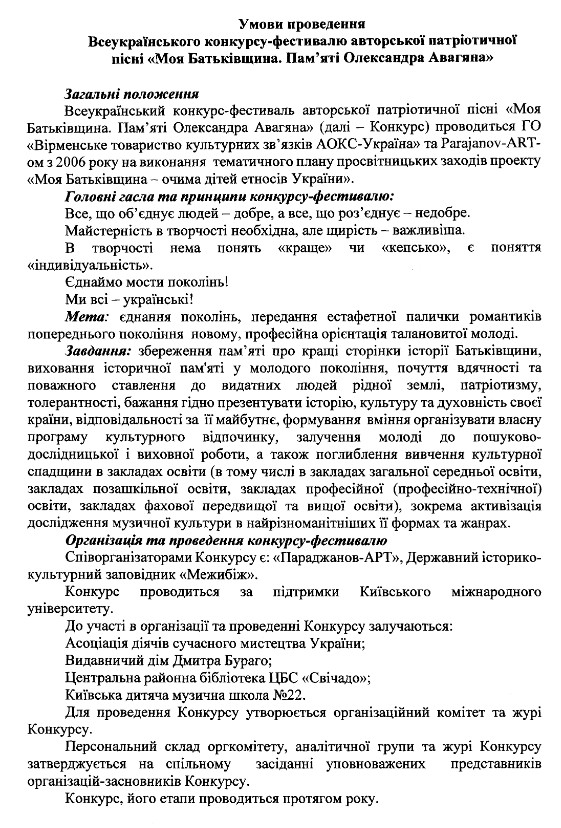 Умови проведення
Всеукраїнського конкурсу-фестивалю авторської патріотичної
пісні «Моя Батьківщина. Пам’яті Олександра Авагяна»
Загальні положення
Всеукраїнський конкурс-фестиваль авторської патріотичної пісні «Моя
Батьківщина. Пам’яті Олександра Авагяна» (далі – Конкурс) проводиться ГО
«Вірменське товариство культурних зв’язків АОКС-Україна» та Parajanov-ART-
ом з 2006 року на виконання тематичного плану просвітницьких заходів проекту
«Моя Батьківщина – очима дітей етносів України».
Головні гасла та принципи конкурсу-фестивалю:
Все, що об’єднує людей – добре, а все, що роз’єднує – недобре.
Майстерність в творчості необхідна, але щирість – важливіша.
В творчості нема понять «краще» чи «кепсько», є поняття
«індивідуальність».
Єднаймо мости поколінь!
Ми всі – українські!
Мета: єднання поколінь, передання естафетної палички романтиків
попереднього покоління новому, професійна орієнтація талановитої молоді.
Завдання: збереження пам’яті про кращі сторінки історії Батьківщини,
виховання історичної пам'яті у молодого покоління, почуття вдячності та
поважного ставлення до видатних людей рідної землі, патріотизму,
толерантності, бажання гідно презентувати історію, культуру та духовність своєї
країни, відповідальності за її майбутнє, формування вміння організувати власну
програму культурного відпочинку, залучення молоді до пошуково-
дослідницької і виховної роботи, а також поглиблення вивчення культурної
спадщини в закладах освіти (в тому числі в закладах загальної середньої освіти,
закладах позашкільної освіти, закладах професійної (професійно-технічної)
освіти, закладах фахової передвищої та вищої освіти), зокрема активізація
дослідження музичної культури в найрізноманітніших її формах та жанрах.
Організація та проведення конкурсу-фестивалю
Співорганізаторами Конкурсу є: «Параджанов-АРТ», Державний історико-
культурний заповідник «Межибіж».
Конкурс проводиться за підтримки Київського міжнародного
університету.
До участі в організації та проведенні Конкурсу залучаються:
Асоціація діячів сучасного мистецтва України;
Видавничий дім Дмитра Бураго;
Центральна районна бібліотека ЦБС «Свічадо»;
Київська дитяча музична школа №22.
Для проведення Конкурсу утворюється організаційний комітет та журі
Конкурсу.
Персональний склад оргкомітету, аналітичної групи та журі Конкурсу
затверджується на спільному засіданні уповноважених представників
організацій-засновників Конкурсу.
Конкурс, його етапи проводиться протягом року.